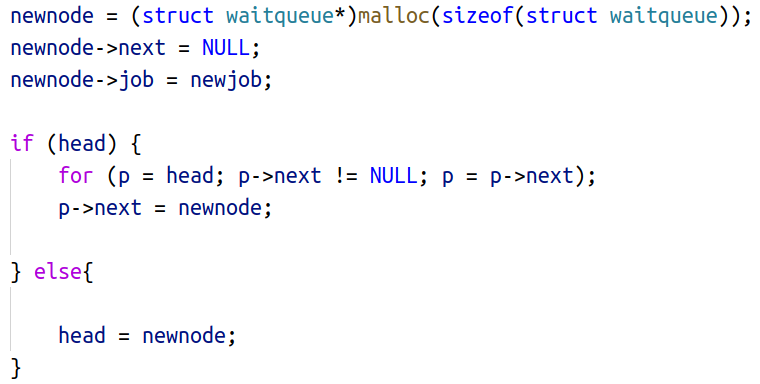 newnode = (struct waitqueue*)malloc(sizeof(struct waitqueue));
newnode->next = NULL;
newnode->job = newjob;
if (head) {
for (p = head; p->next != NULL; p = p->next);
p->next = newnode;
} else{
head = newnode;
}